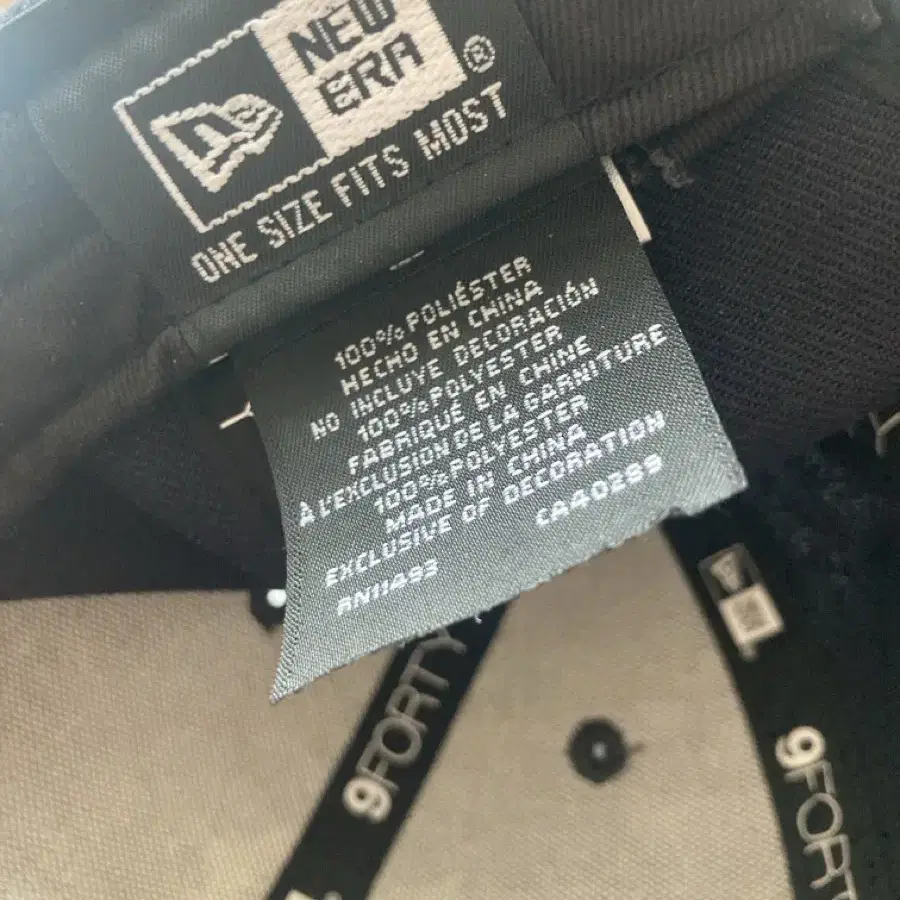 NEW
ERA
®
ONE SIZE FITS MOST
100% POLIÉSTER
HECHO EN CHINA
NO INCLUYE DECORACIÓN
100% POLYESTER
FABRIQUÉ EN CHINE
À L'EXCLUSION DE LA GARNITURE
100% POLYESTER
MADE IN CHINA
EXCLUSIVE OF DECORATION
RN11493 CA40299
9FORTY
9FORT